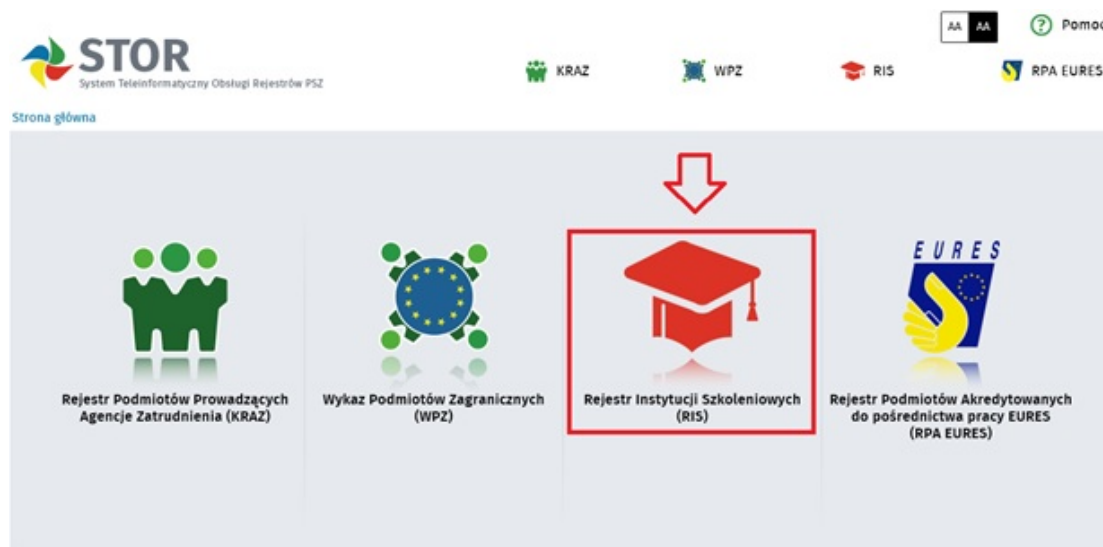 AA AA Pomoc
STOR
System Teleinformatyczny Obsługi Rejestrów PSZ
KRAZ WPZ RIS RPA EURES
Strona główna
EURES
Rejestr Podmiotów Prowadzących
Agencje Zatrudnienia (KRAZ)
Wykaz Podmiotów Zagranicznych
(WPZ)
Rejestr Instytucji Szkoleniowych
(RIS)
Rejestr Podmiotów Akredytowanych
do pośrednictwa pracy EURES
(RPA EURES)